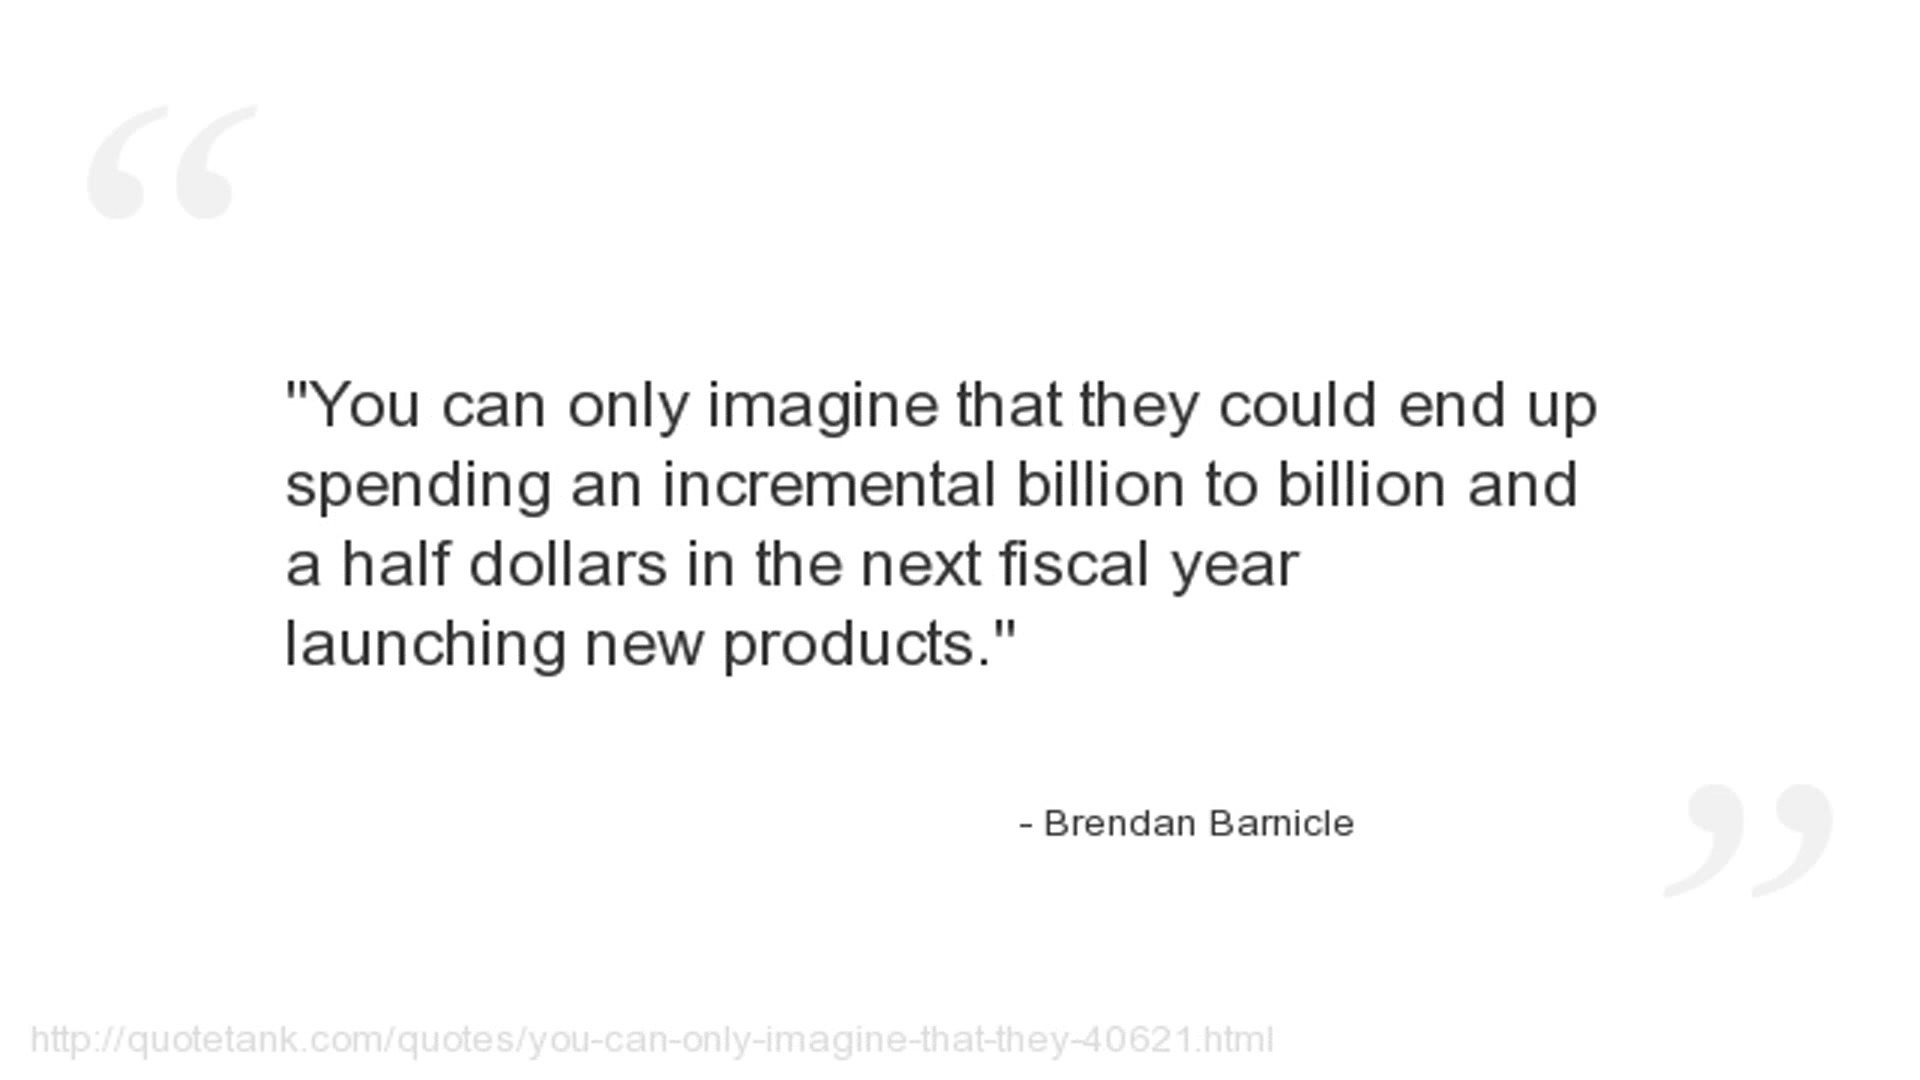 "You can only imagine that they could end up
spending an incremental billion to billion and
a half dollars in the next fiscal year
launching new products."
- Brendan Barnicle
http://quotetank.com/quotes/you-can-only-imagine-that-they-40621.html